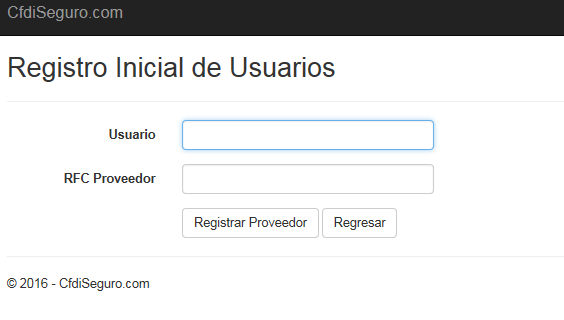 CfdiSeguro.com
Registro Inicial de Usuarios
Usuario
RFC Proveedor
Registrar Proveedor Regresar
© 2016 - CfdiSeguro.com